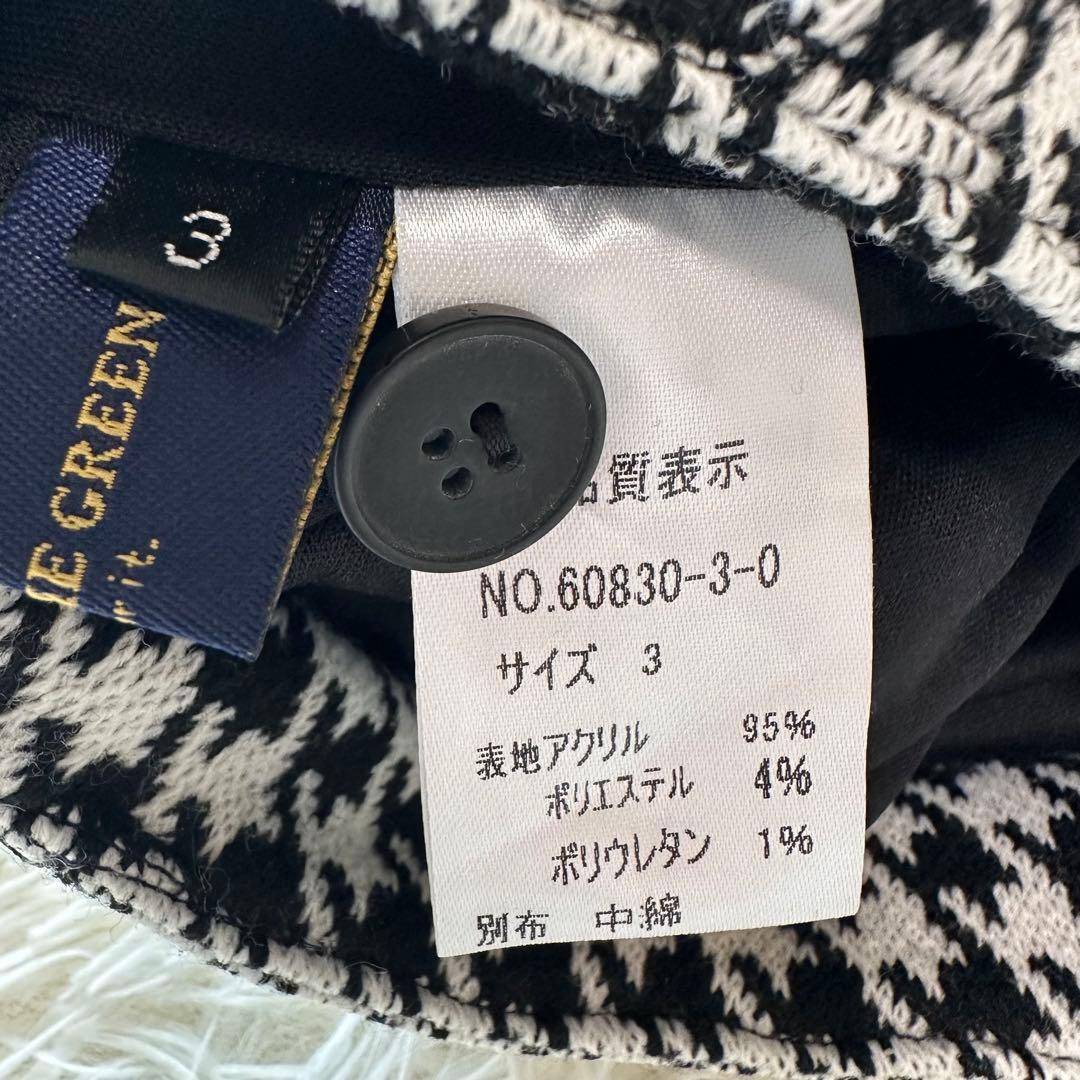 3
E GREEN
rit.
品質表示
NO.60830-3-0
サイズ 3
表地アクリル 95%
ポリエステル 4%
ポリウレタン 1%
別布 中綿